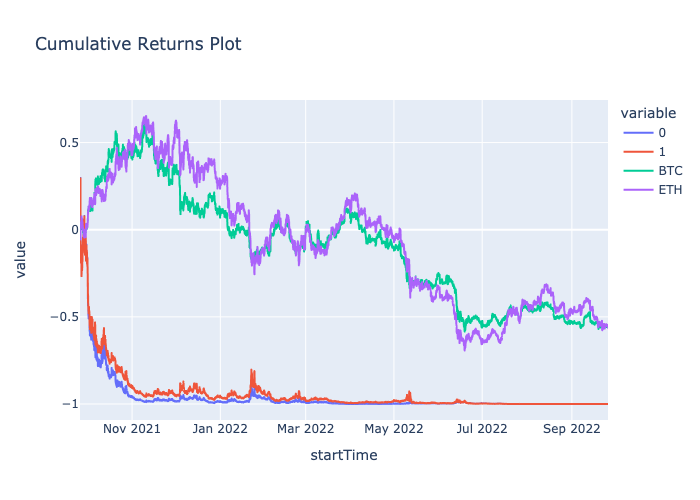 Cumulative Returns Plot
variable
0
1
BTC
ETH
0.5
0
−0.5
−1
value
Nov 2021 Jan 2022 Mar 2022 May 2022 Jul 2022 Sep 2022
startTime